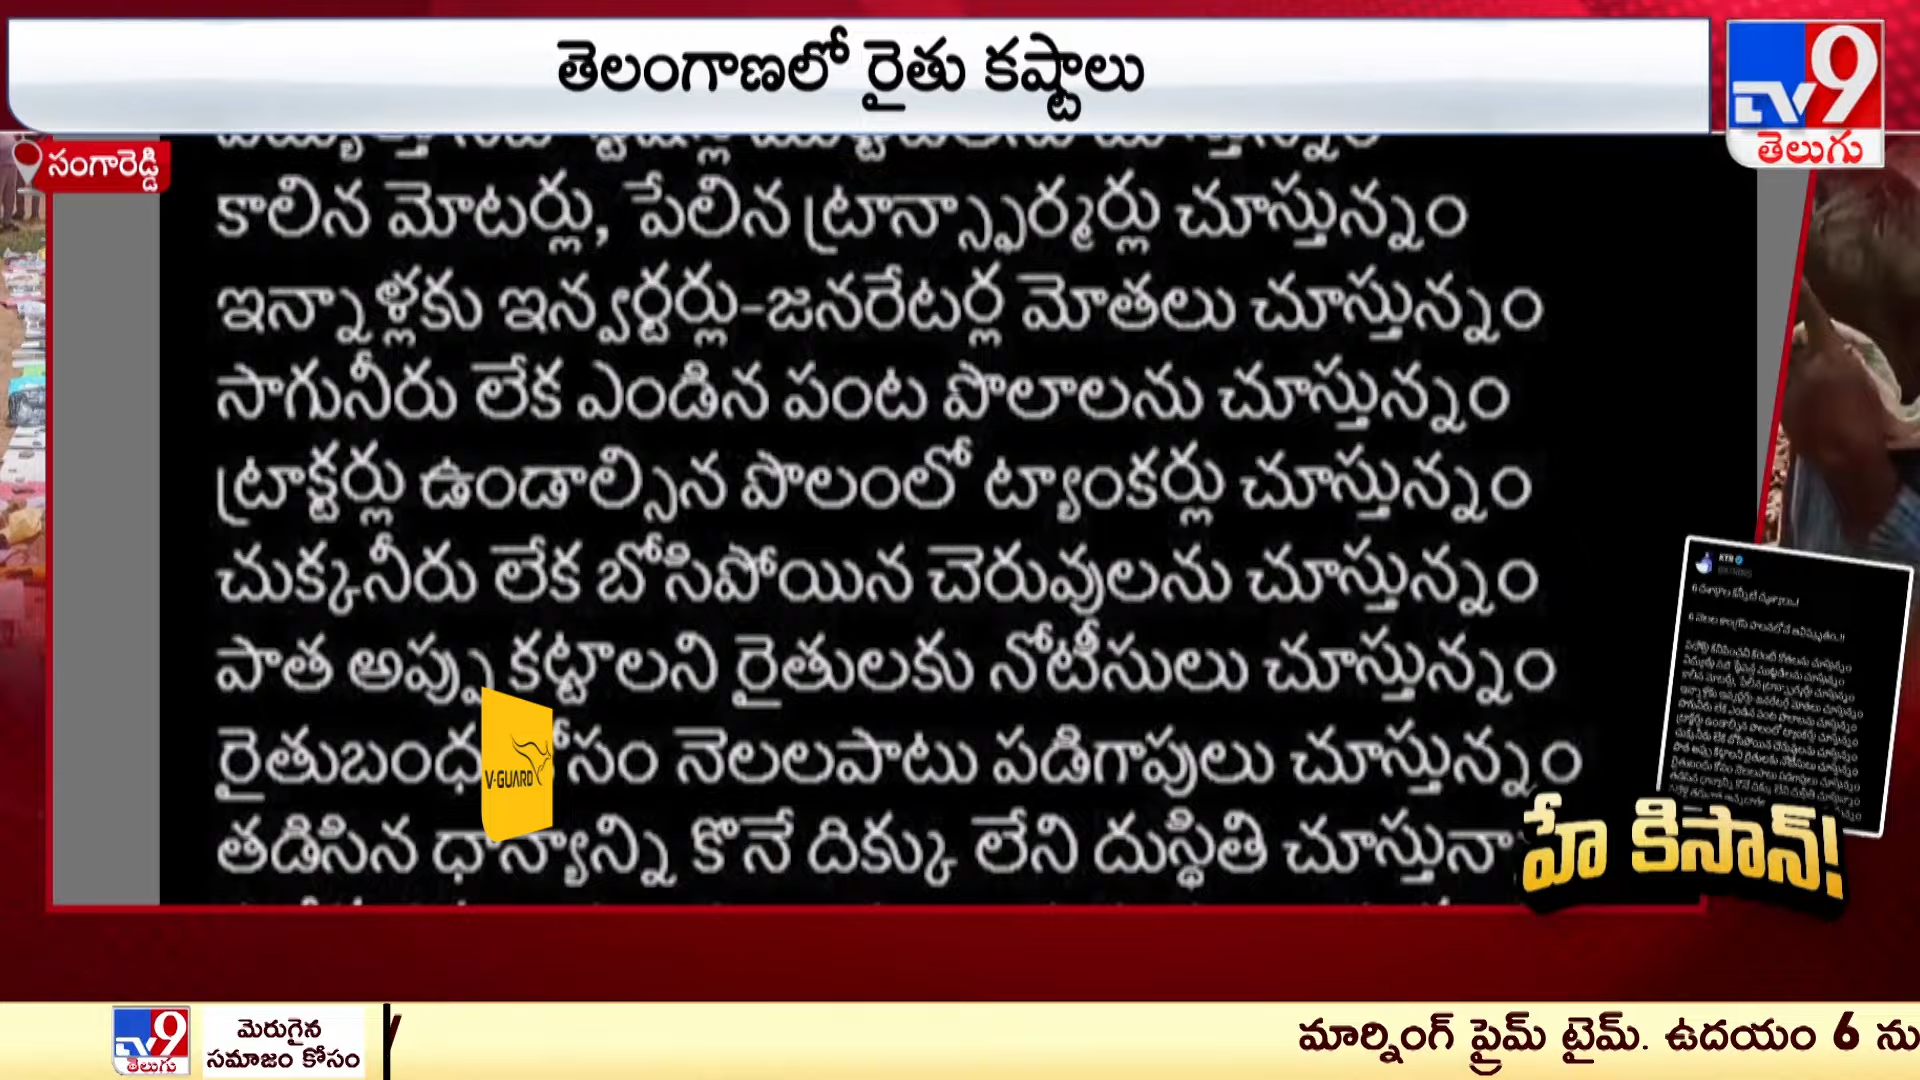 తెలంగాణలో రైతు కష్టాలు
TV9
తెలుగు
సంగారెడ్డి
కాలిన మోటర్లు, పేలిన ట్రాన్స్ఫార్మర్లు చూస్తున్నం
ఇన్నాళ్లకు ఇన్వర్టర్లు-జనరేటర్ల మోతలు చూస్తున్నం
సాగునీరు లేక ఎండిన పంట పొలాలను చూస్తున్నం
ట్రాక్టర్లు ఉండాల్సిన పొలంలో ట్యాంకర్లు చూస్తున్నం
చుక్కనీరు లేక బోసిపోయిన చెరువులను చూస్తున్నం
పాత అప్పు కట్టాలని రైతులకు నోటీసులు చూస్తున్నం
నెలలపాటు పడిగాపులు చూస్తున్నం
తడిసిన ధాన్యాన్ని కొనే దిక్కు లేని దుస్థితి
V-GUARD
KTR
హే కిసాన్!
TV9
తెలుగు
మెరుగైన
సమాజం కోసం
మార్నింగ్ ప్రైమ్ టైమ్. ఉదయం 6 ను